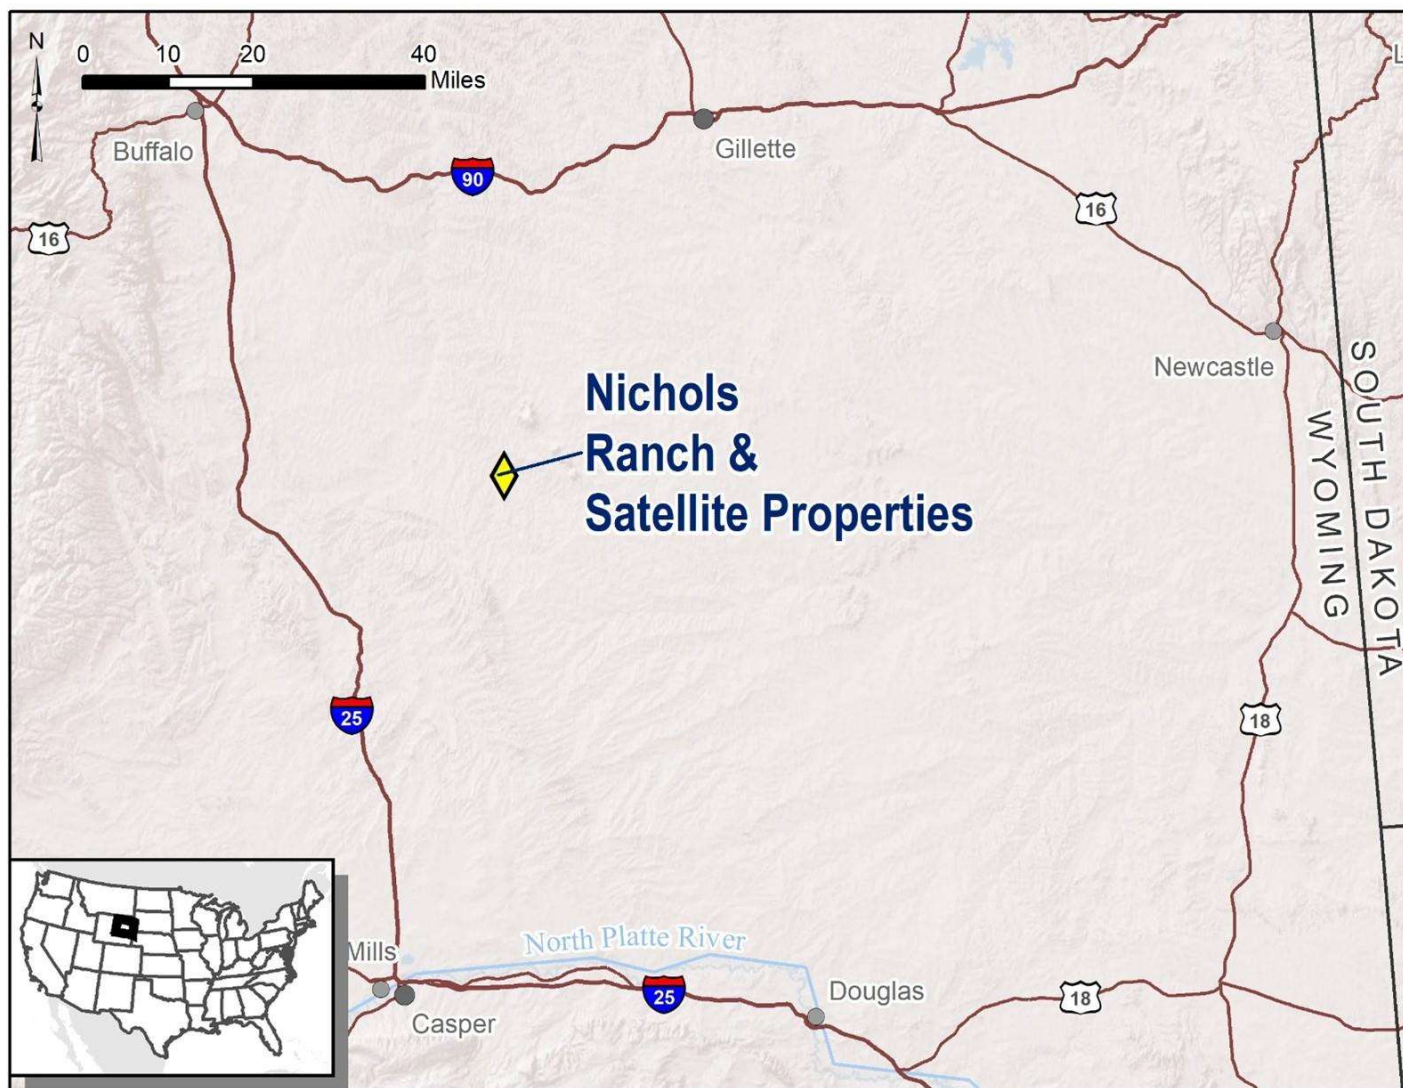 N
0 10 20 40
Miles
L
Buffalo
Gillette
90
16
16
Newcastle
Nichols
Ranch &
Satellite Properties
SOUTH DAKOTA
WYOMING
25
18
North Platte River
Mills
25
18
Douglas
Casper